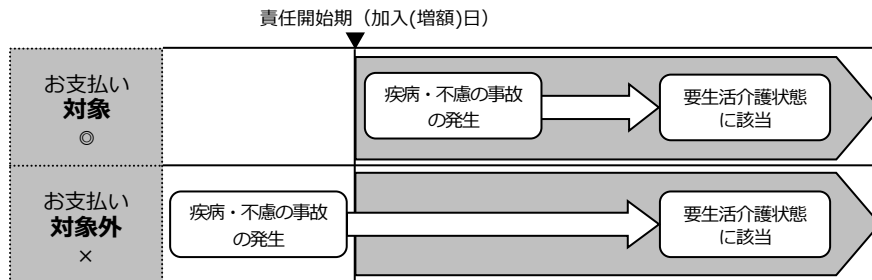 責任開始期（加入(増額)日）
お支払い
対象
◎
疾病・不慮の事故
の発生
要生活介護状態
に該当
お支払い
対象外
×
疾病・不慮の事故
の発生
要生活介護状態
に該当